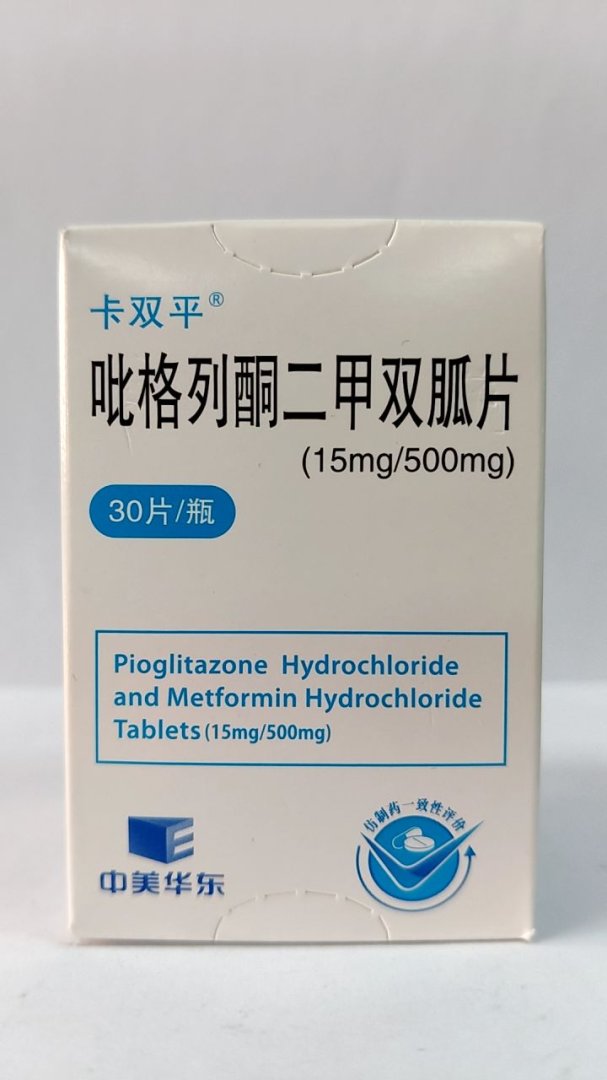 卡双平®
吡格列酮二甲双胍片
(15mg/500mg)
30片/瓶
Pioglitazone Hydrochloride
and Metformin Hydrochloride
Tablets (15mg/500mg)
仿制药一致性评价
中美华东